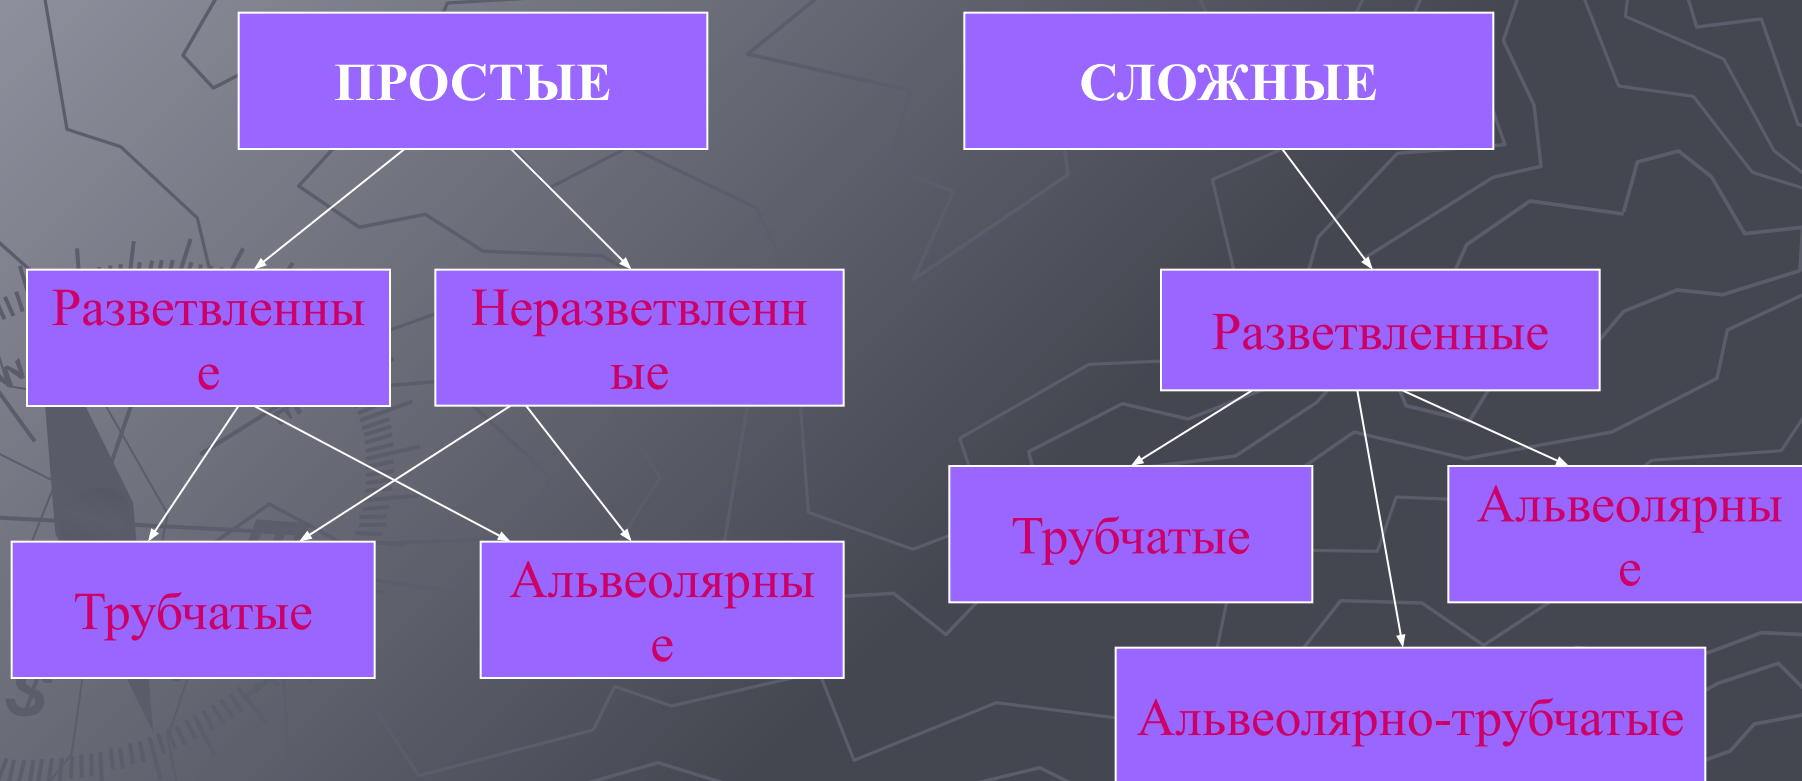 ПРОСТЫЕ
СЛОЖНЫЕ
Разветвленны
е
Неразветвленн
ые
Разветвленные
Трубчатые
Альвеолярны
е
Трубчатые
Альвеолярны
е
Альвеолярно-трубчатые